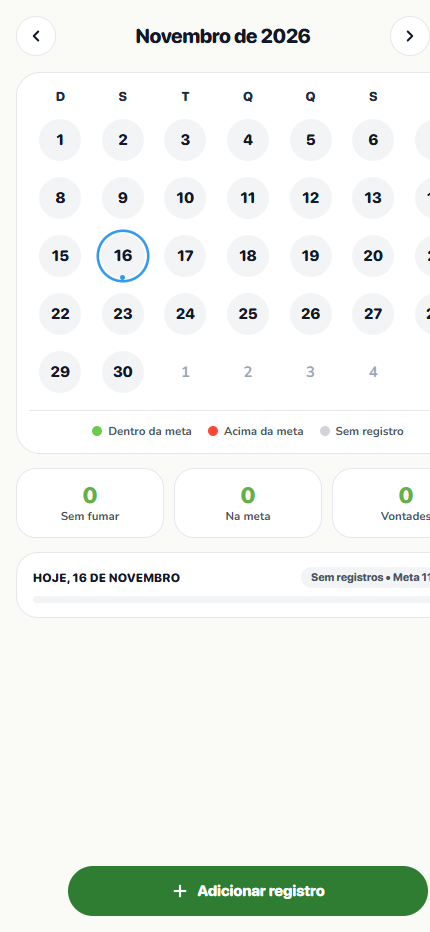 Novembro de 2026
D S T Q Q S
1 2 3 4 5 6
8 9 10 11 12 13
15 16 17 18 19 20
22 23 24 25 26 27
29 30 1 2 3 4
Dentro da meta Acima da meta Sem registro
0 0 0
Sem fumar Na meta Vontades
HOJE, 16 DE NOVEMBRO Sem registros • Meta 11
+ Adicionar registro